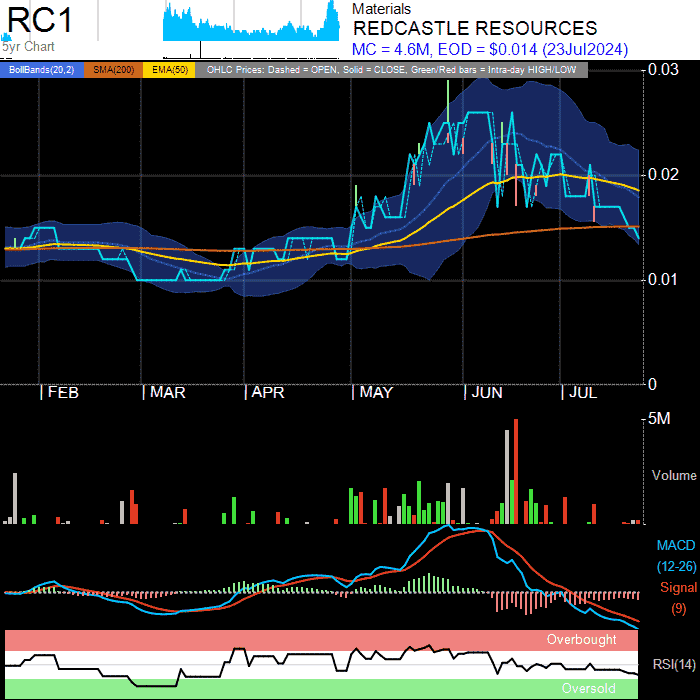 RC1
5yr Chart
Materials
REDCASTLE RESOURCES
MC = 4.6M, EOD = $0.014 (23Jul2024)
BollBands(20,2) SMA(200) EMA(50) OHLC Prices: Dashed = OPEN, Solid = CLOSE, Green/Red bars = Intra-day HIGH/LOW
0.03
0.02
0.01
0
FEB MAR APR MAY JUN JUL
5M
Volume
MACD
(12-26)
Signal
(9)
Overbought
RSI(14)
Oversold